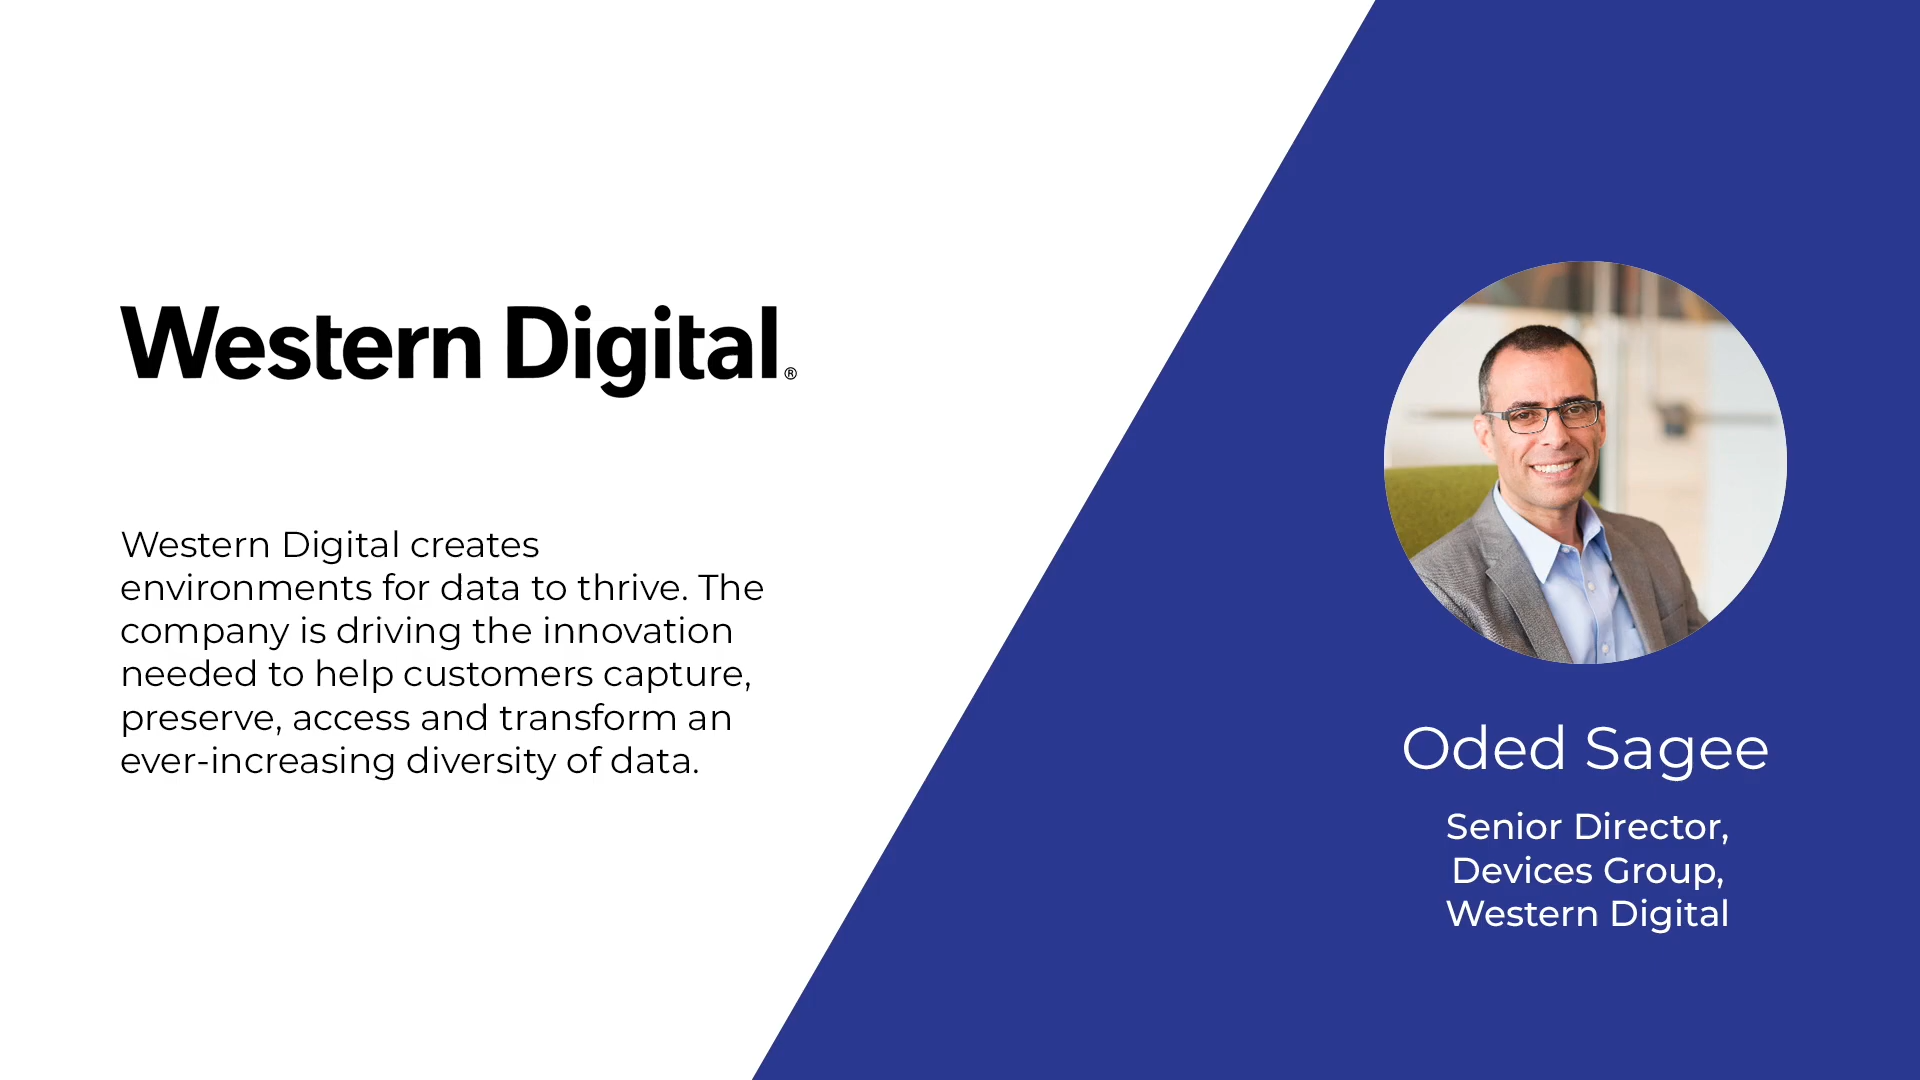 Western Digital®
Western Digital creates
environments for data to thrive. The
company is driving the innovation
needed to help customers capture,
preserve, access and transform an
ever-increasing diversity of data.
Oded Sagee
Senior Director,
Devices Group,
Western Digital